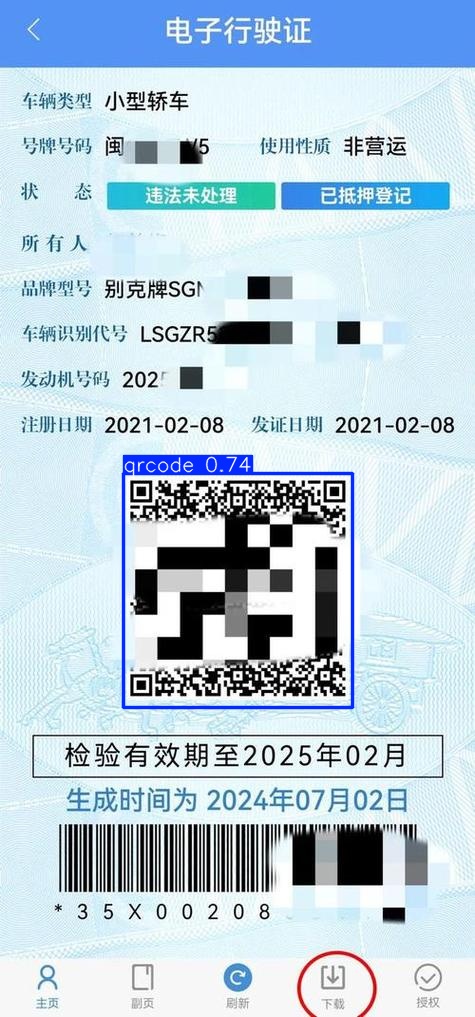 电子行驶证
车辆类型 小型轿车
号牌号码 闽 V5 使用性质 非营运
状 态 违法未处理 已抵押登记
所有人
品牌型号 别克牌SGM
车辆识别代号 LSGZR5
发动机号码 202
注册日期 2021-02-08 发证日期 2021-02-08
qrcode 0.74
检验有效期至2025年02月
生成时间为 2024年07月02日
*35X00208
主页 副页 刷新 下载 授权